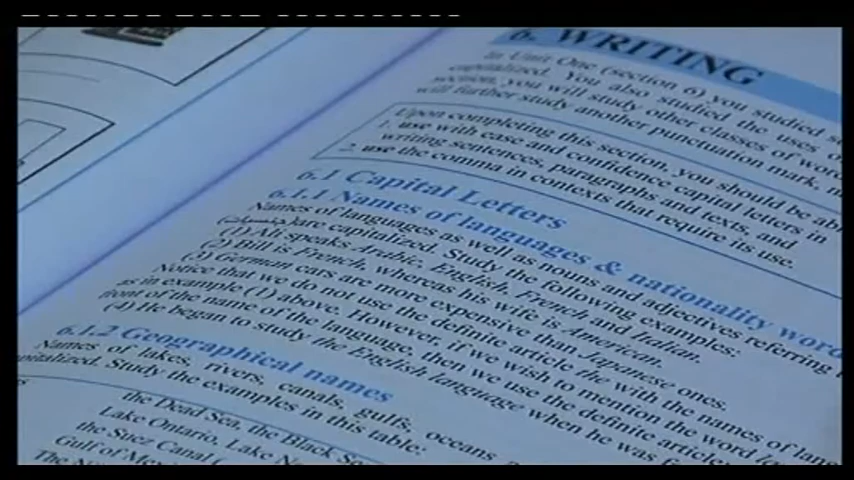 6. WRITING
In Unit One (section 6) you studied
capitalized. You also studied the uses
section, you will study other classes of
will further study another punctuation mark,
Upon completing this section, you should be
1. use with ease and confidence capital letters in
writing sentences, paragraphs and texts, and
2. use the comma in contexts that require its use.
6.1 Capital Letters
6.1.1 Names of languages & nationality
Names of languages as well as nouns and adjectives referring
are capitalized. Study the following examples:
(1) Ali speaks Arabic, English, French and Italian.
(2) Bill is French, whereas his wife is American.
(3) German cars are more expensive than Japanese ones.
Notice that we do not use the definite article the with the names of
as in example (1) above. However, if we wish to mention the word
front of the name of the language, then we use the definite article
(4) He began to study the English language when he was
6.1.2 Geographical names
Names of lakes, rivers, canals, gulfs, oceans
Study the examples in this table:
the Dead Sea, the Black
Lake Ontario, Lake
the Suez Canal
Gulf of
The